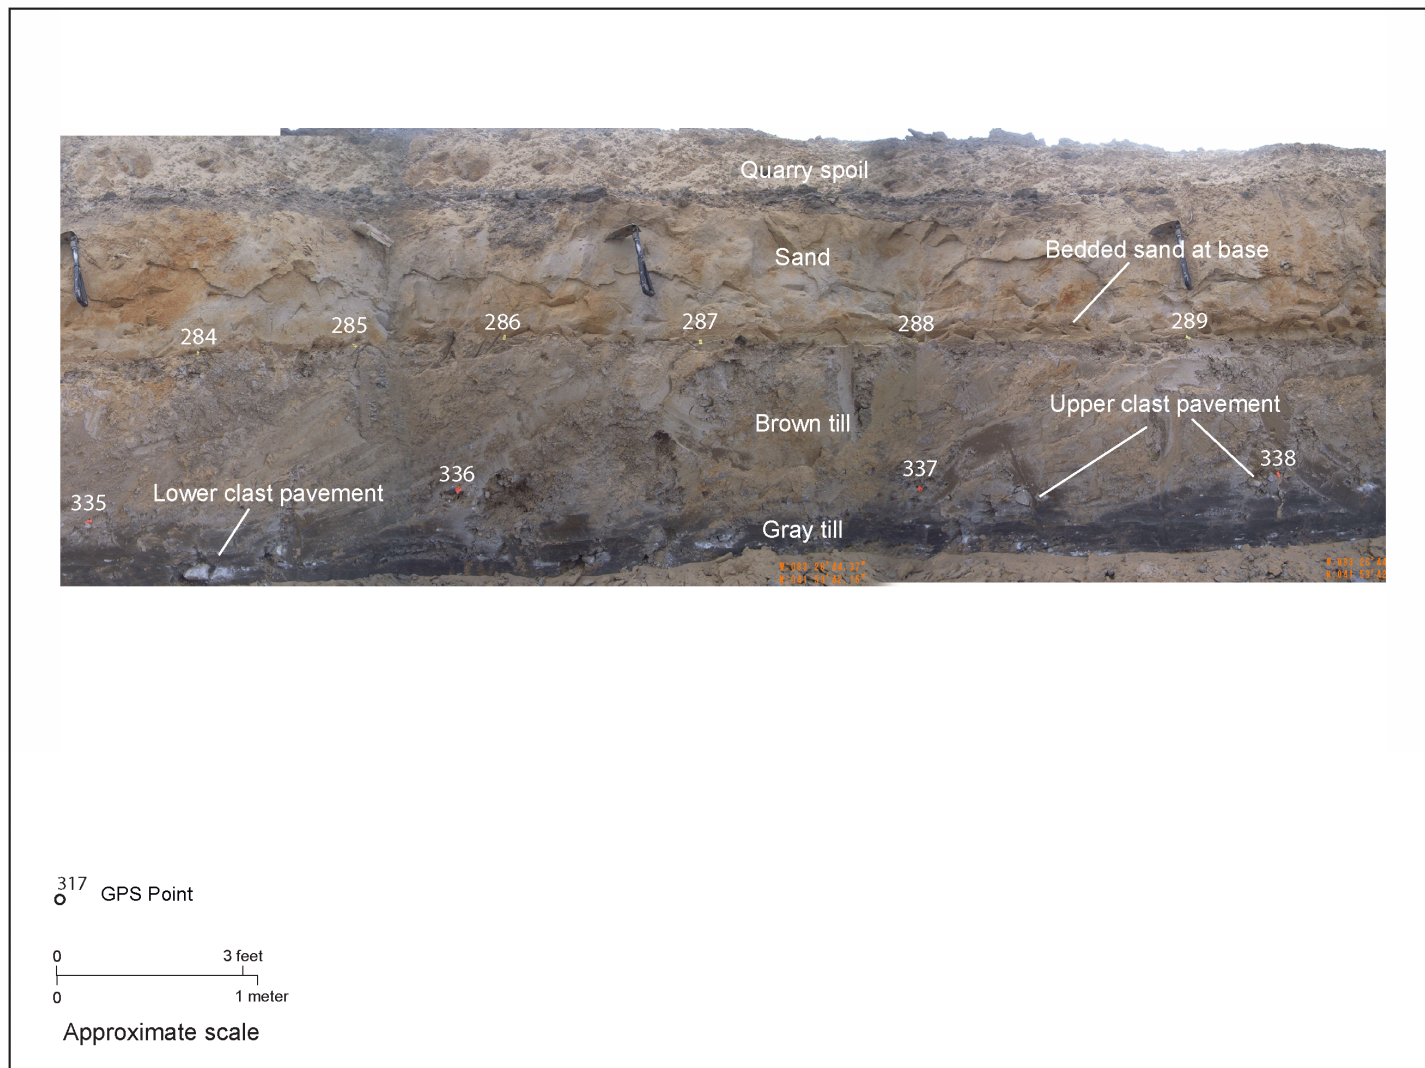 Quarry spoil
Sand
Bedded sand at base
284
285
286
287
288
289
Brown till
Upper clast pavement
335
Lower clast pavement
336
337
338
Gray till
317
GPS Point
0
3 feet
0
1 meter
Approximate scale